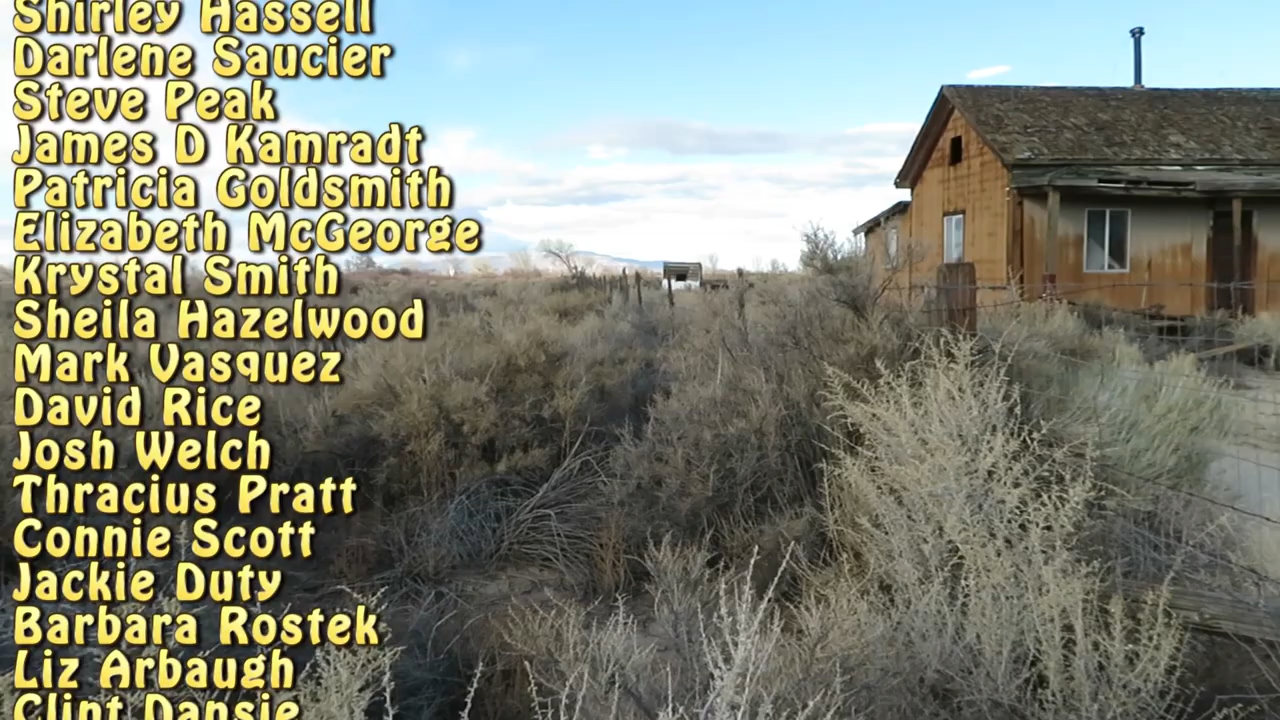 Shirley Hassell
Darlene Saucier
Steve Peak
James D Kamradt
Patricia Goldsmith
Elizabeth McGeorge
Krystal Smith
Sheila Hazelwood
Mark Vasquez
David Rice
Josh Welch
Thracius Pratt
Connie Scott
Jackie Duty
Barbara Rostek
Liz Arbaugh
Clint Dansie